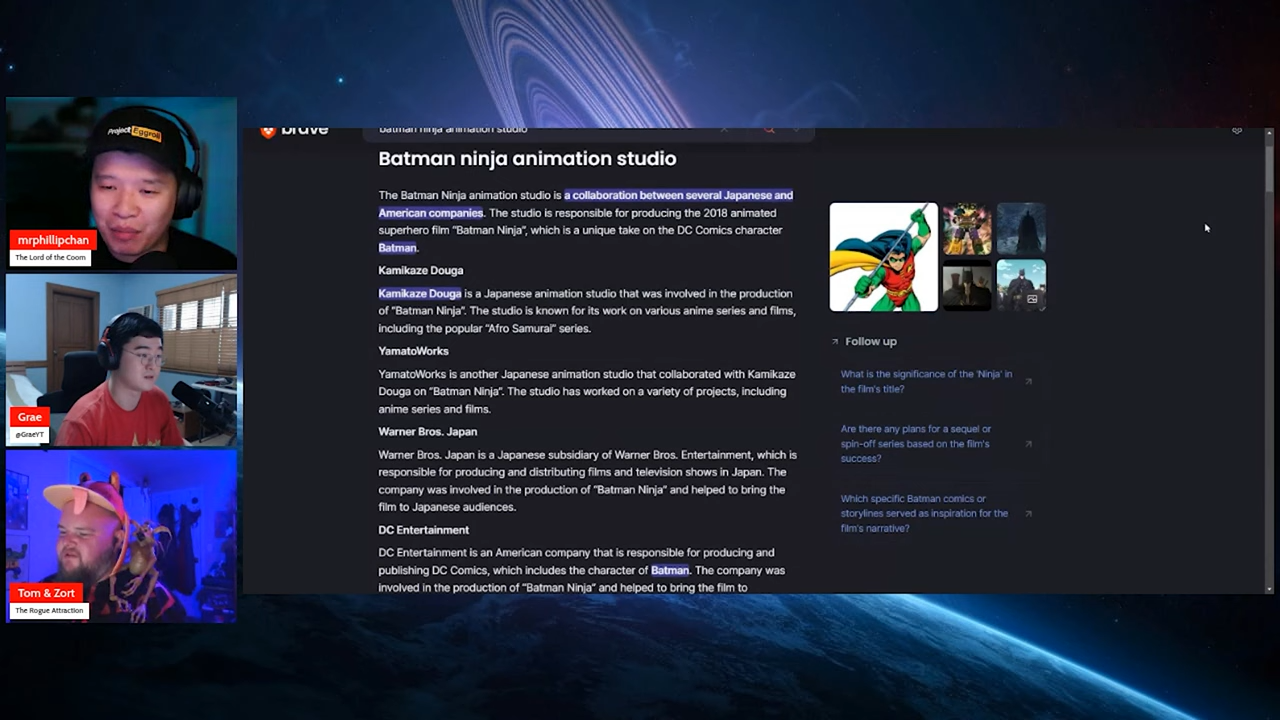 brave
batman ninja animation studio
Batman ninja animation studio
The Batman Ninja animation studio is a collaboration between several Japanese and
American companies. The studio is responsible for producing the 2018 animated
superhero film "Batman Ninja", which is a unique take on the DC Comics character
Batman.
Kamikaze Douga
Kamikaze Douga is a Japanese animation studio that was involved in the production
of "Batman Ninja". The studio is known for its work on various anime series and films,
including the popular "Afro Samurai" series.
YamatoWorks
YamatoWorks is another Japanese animation studio that collaborated with Kamikaze
Douga on "Batman Ninja". The studio has worked on a variety of projects, including
anime series and films.
Warner Bros. Japan
Warner Bros. Japan is a Japanese subsidiary of Warner Bros. Entertainment, which is
responsible for producing and distributing films and television shows in Japan. The
company was involved in the production of "Batman Ninja" and helped to bring the
film to Japanese audiences.
DC Entertainment
DC Entertainment is an American company that is responsible for producing and
publishing DC Comics, which includes the character of Batman. The company was
involved in the production of "Batman Ninja" and helped to bring the film to
Follow up
What is the significance of the 'Ninja' in
the film's title?
Are there any plans for a sequel or
spin-off series based on the film's
success?
Which specific Batman comics or
storylines served as inspiration for the
film's narrative?
Project Eggroll
mrphillipchan
The Lord of the Coom
Grae
@GraeYT
Tom & Zort
The Rogue Attraction